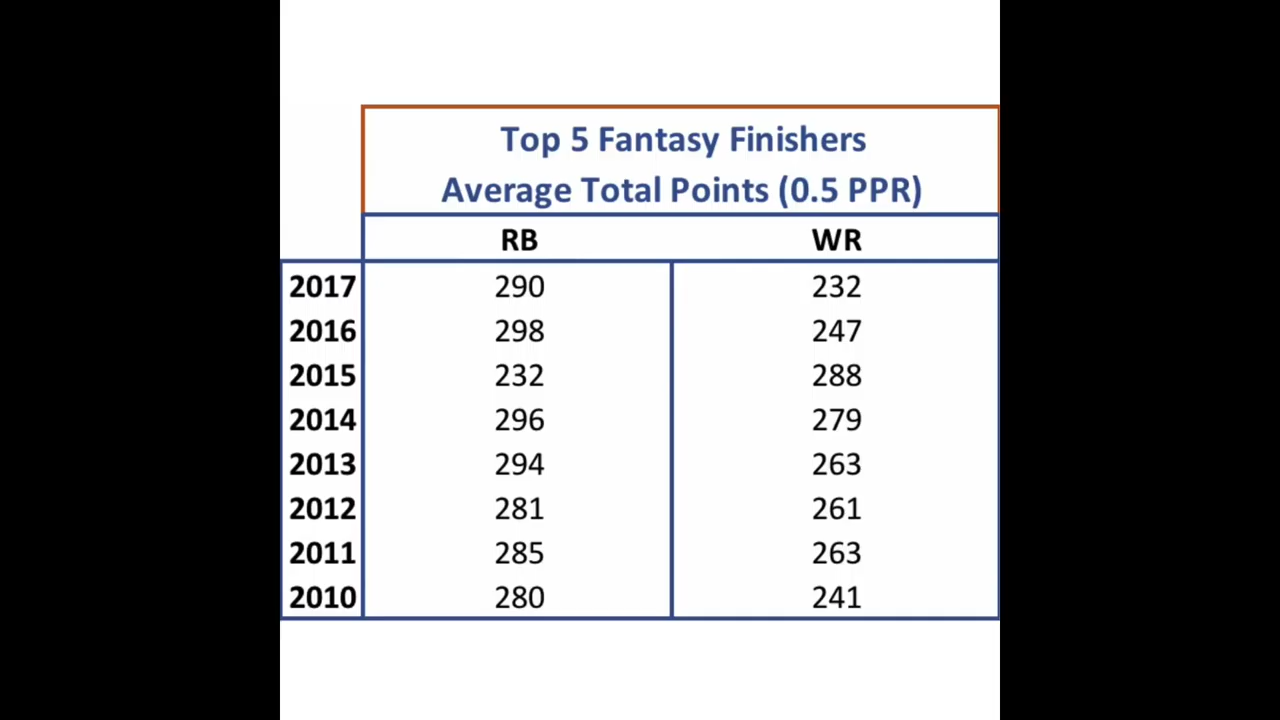 Top 5 Fantasy Finishers
Average Total Points (0.5 PPR)
RB WR
2017 290 232
2016 298 247
2015 232 288
2014 296 279
2013 294 263
2012 281 261
2011 285 263
2010 280 241